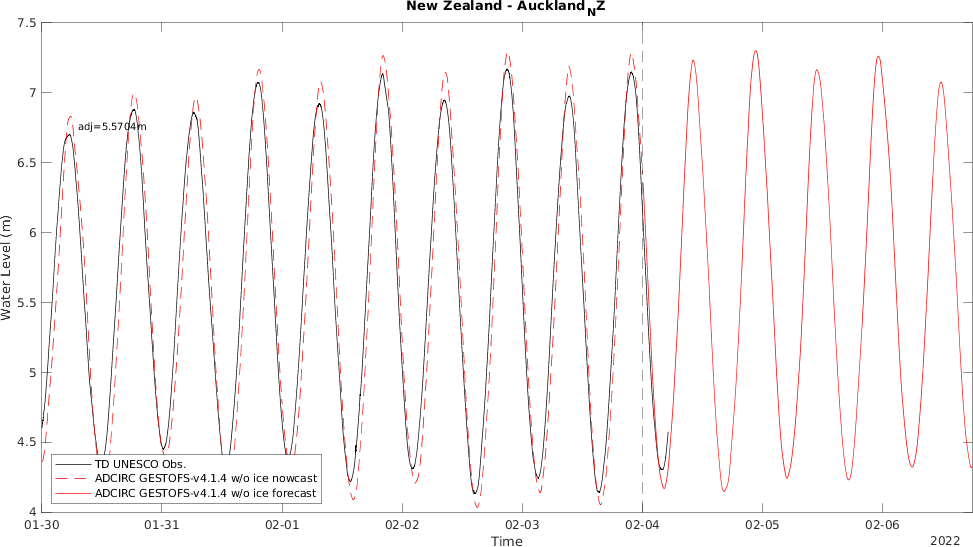 New Zealand - Auckland_NZ
7.5
7
6.5
6
5.5
5
4.5
4
Water Level (m)
adj=5.5704m
TD UNESCO Obs.
ADCIRC GESTOFS-v4.1.4 w/o ice nowcast
ADCIRC GESTOFS-v4.1.4 w/o ice forecast
01-30 01-31 02-01 02-02 02-03 02-04 02-05 02-06
Time
2022